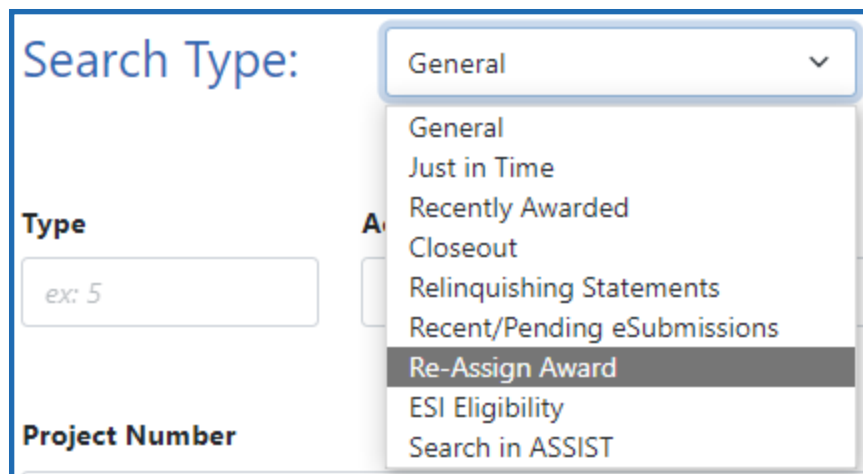 Search Type:
General
General
Just in Time
Recently Awarded
Closeout
Relinquishing Statements
Recent/Pending eSubmissions
Re-Assign Award
ESI Eligibility
Search in ASSIST
Type
ex: 5
Project Number